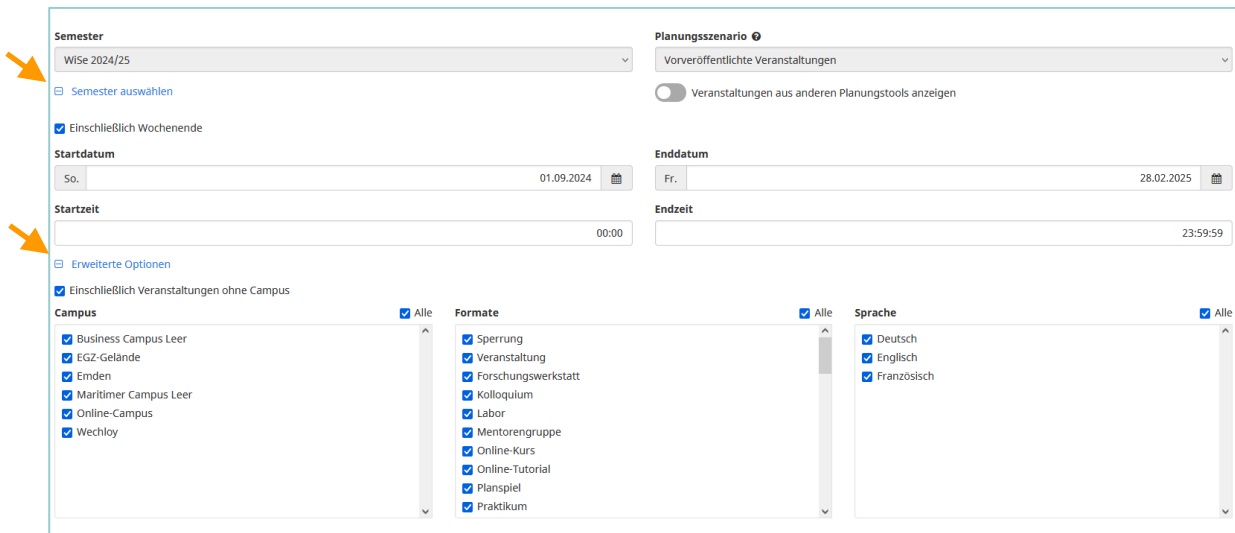 Semester
WiSe 2024/25
Semester auswählen
Planungsszenario
Vorveröffentlichte Veranstaltungen
Veranstaltungen aus anderen Planungstools anzeigen
Einschließlich Wochenende
Startdatum
So. 01.09.2024
Enddatum
Fr. 28.02.2025
Startzeit
00:00
Endzeit
23:59:59
Erweiterte Optionen
Einschließlich Veranstaltungen ohne Campus
Campus Alle
Business Campus Leer
EGZ-Gelände
Emden
Maritimer Campus Leer
Online-Campus
Wechloy
Formate Alle
Sperrung
Veranstaltung
Forschungswerkstatt
Kolloquium
Labor
Mentorengruppe
Online-Kurs
Online-Tutorial
Planspiel
Praktikum
Sprache Alle
Deutsch
Englisch
Französisch